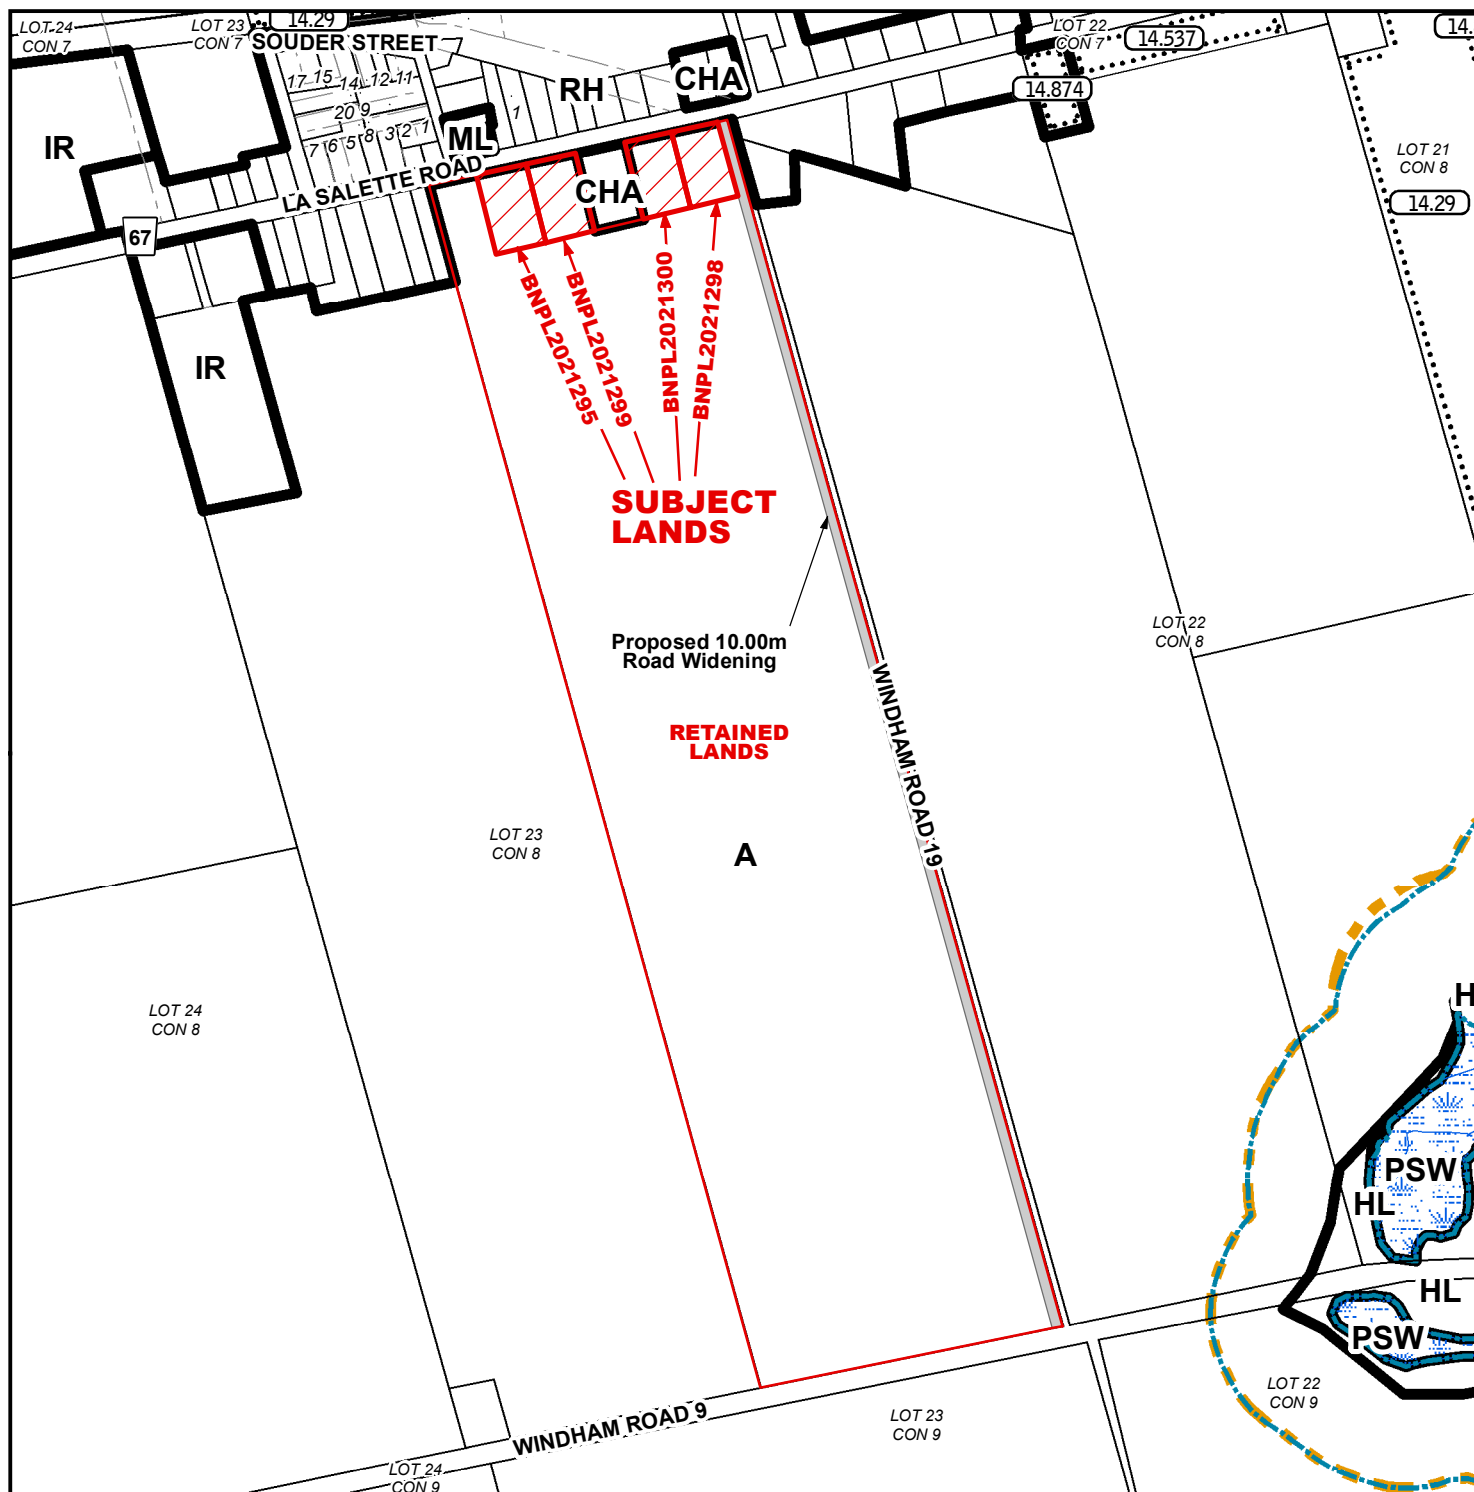 LOT 24
CON 7
LOT 23
CON 7
14.29
SOUDER STREET
LOT 22
CON 7
14.537
14.
17 15 14 12 11
20 9
7 6 5 8 3 2 1
1
RH
CHA
ML
14.874
IR
LOT 21
CON 8
14.29
LA SALETTE ROAD
CHA
67
IR
BNPL2021295
BNPL2021299
BNPL2021300
BNPL2021298
SUBJECT
LANDS
Proposed 10.00m
Road Widening
LOT 22
CON 8
WINDHAM ROAD 19
RETAINED
LANDS
LOT 23
CON 8
A
LOT 24
CON 8
H
PSW
HL
HL
PSW
LOT 22
CON 9
WINDHAM ROAD 9
LOT 23
CON 9
LOT 24
CON 9